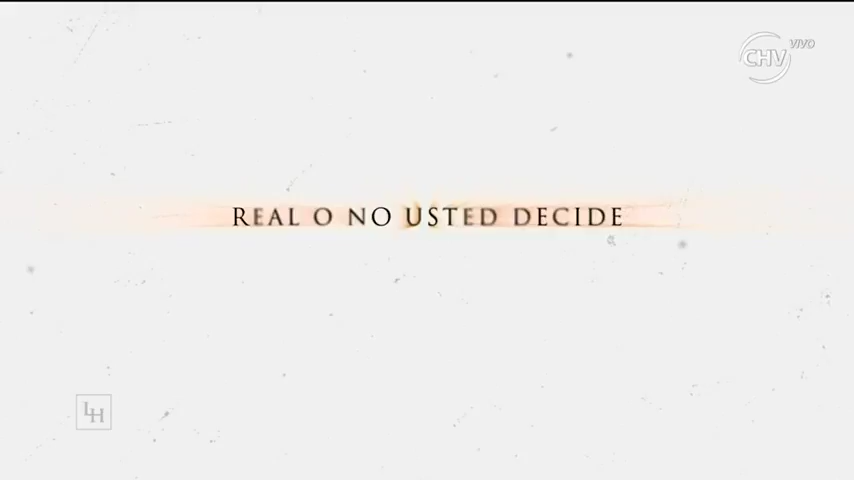 CHV VIVO
REAL O NO USTED DECIDE
LH